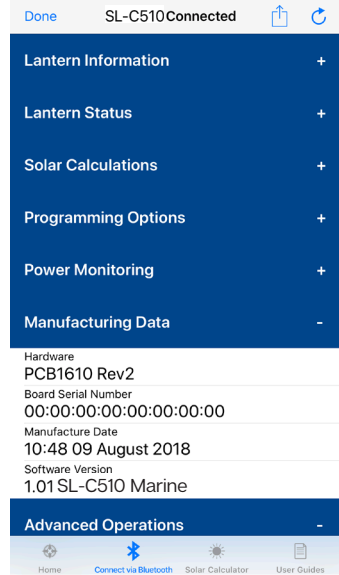 Done SL-C510 Connected
Lantern Information +
Lantern Status +
Solar Calculations +
Programming Options +
Power Monitoring +
Manufacturing Data -
Hardware
PCB1610 Rev2
Board Serial Number
00:00:00:00:00:00:00:00
Manufacture Date
10:48 09 August 2018
Software Version
1.01 SL-C510 Marine
Advanced Operations -
Home Connect via Bluetooth Solar Calculator User Guides